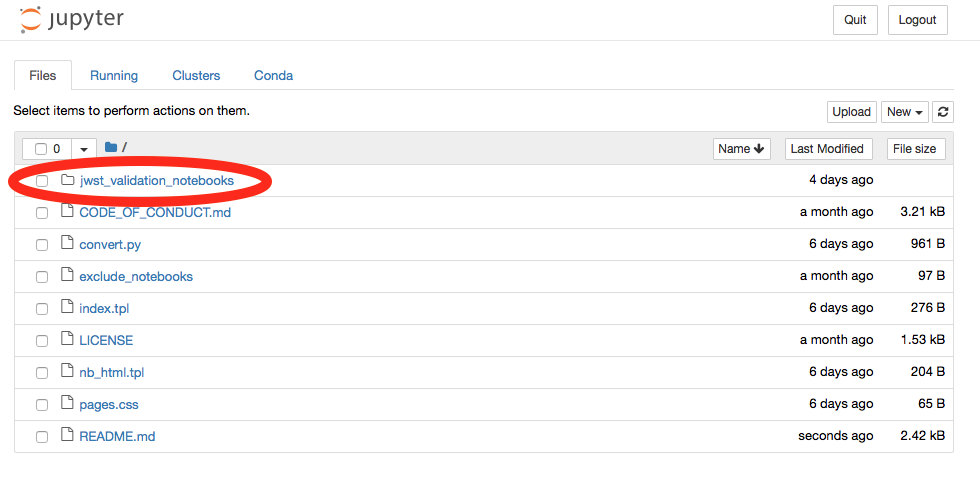 jupyter Quit Logout
Files Running Clusters Conda
Select items to perform actions on them. Upload New
0 / Name Last Modified File size
jwst_validation_notebooks 4 days ago
CODE_OF_CONDUCT.md a month ago 3.21 kB
convert.py 6 days ago 961 B
exclude_notebooks a month ago 97 B
index.tpl 6 days ago 276 B
LICENSE a month ago 1.53 kB
nb_html.tpl 6 days ago 204 B
pages.css 6 days ago 65 B
README.md seconds ago 2.42 kB